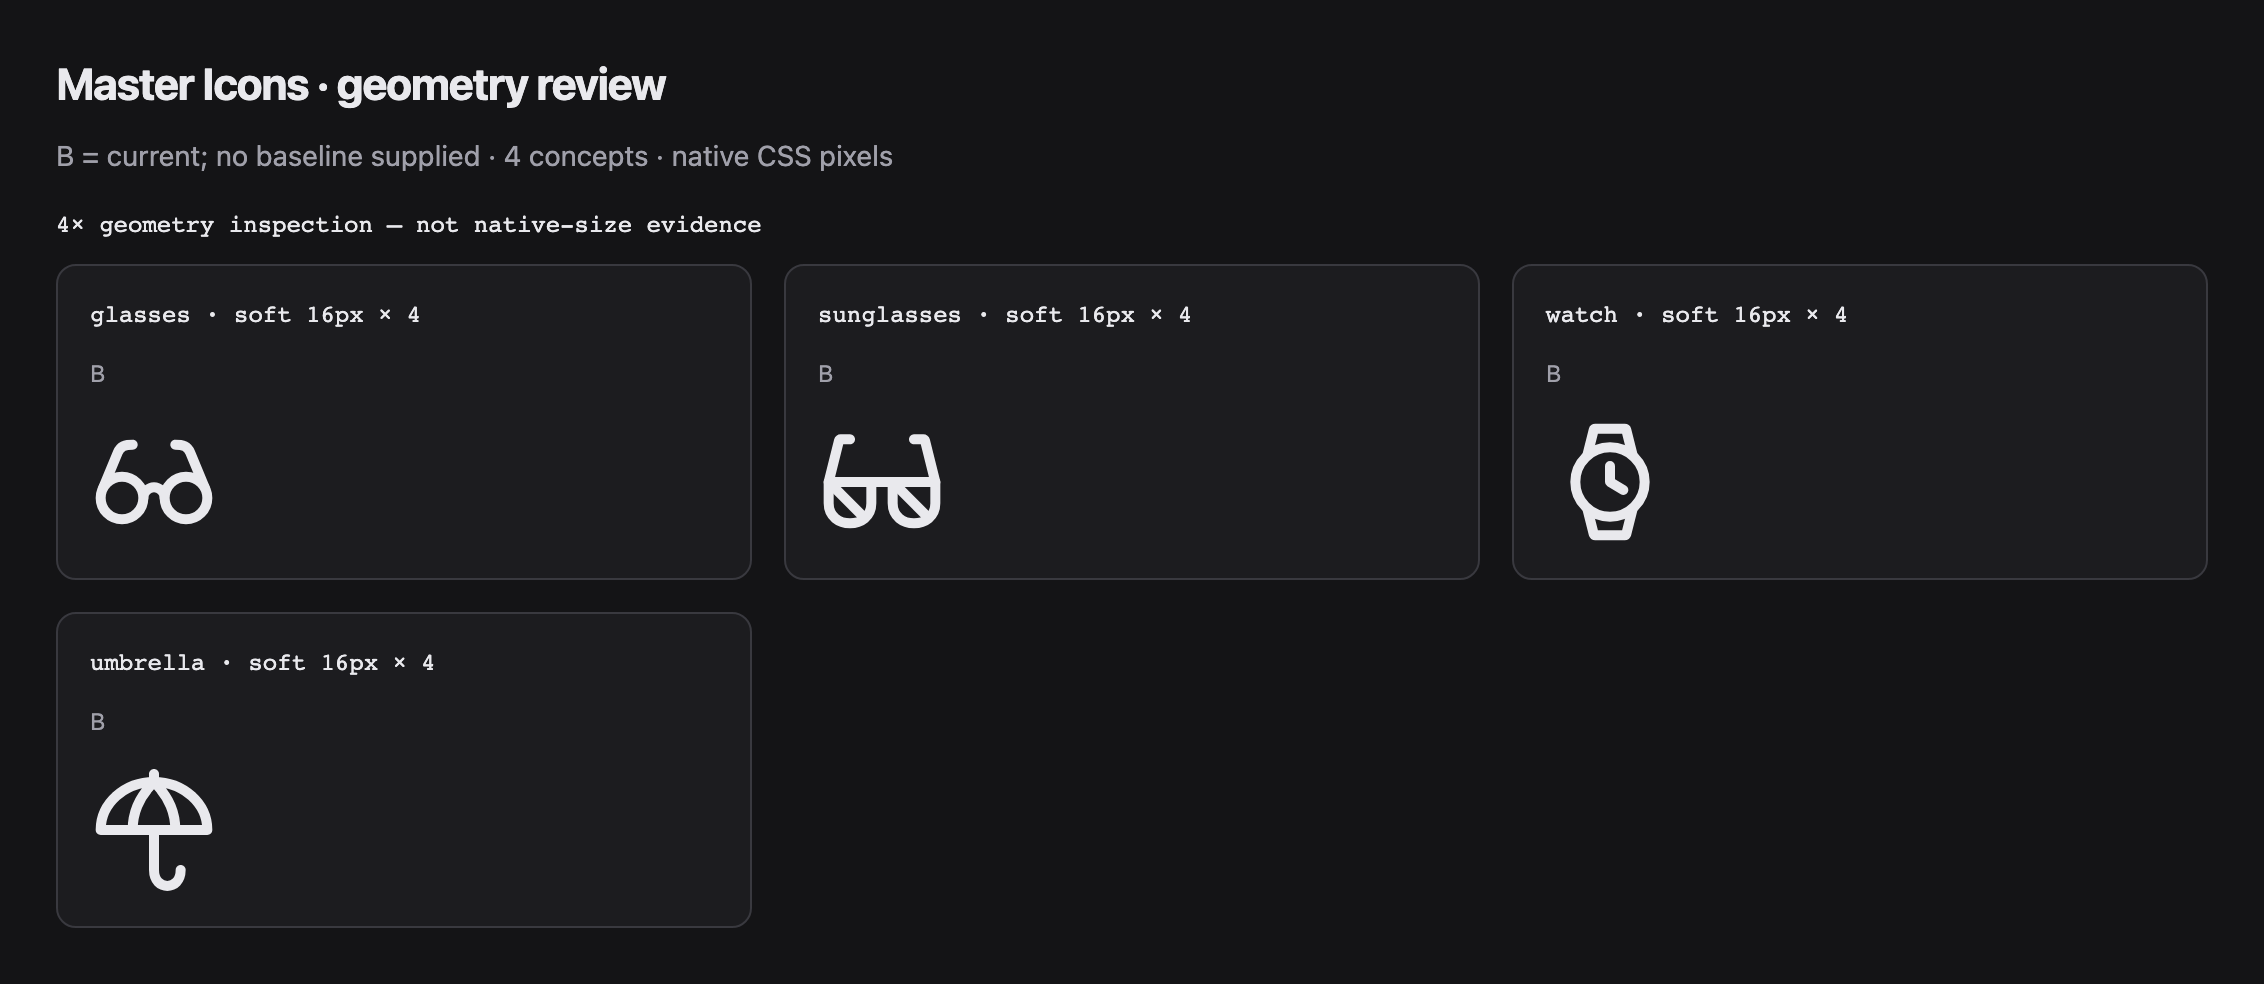 Master Icons · geometry review
B = current; no baseline supplied · 4 concepts · native CSS pixels
4× geometry inspection — not native-size evidence
glasses · soft 16px × 4
B
sunglasses · soft 16px × 4
B
watch · soft 16px × 4
B
umbrella · soft 16px × 4
B